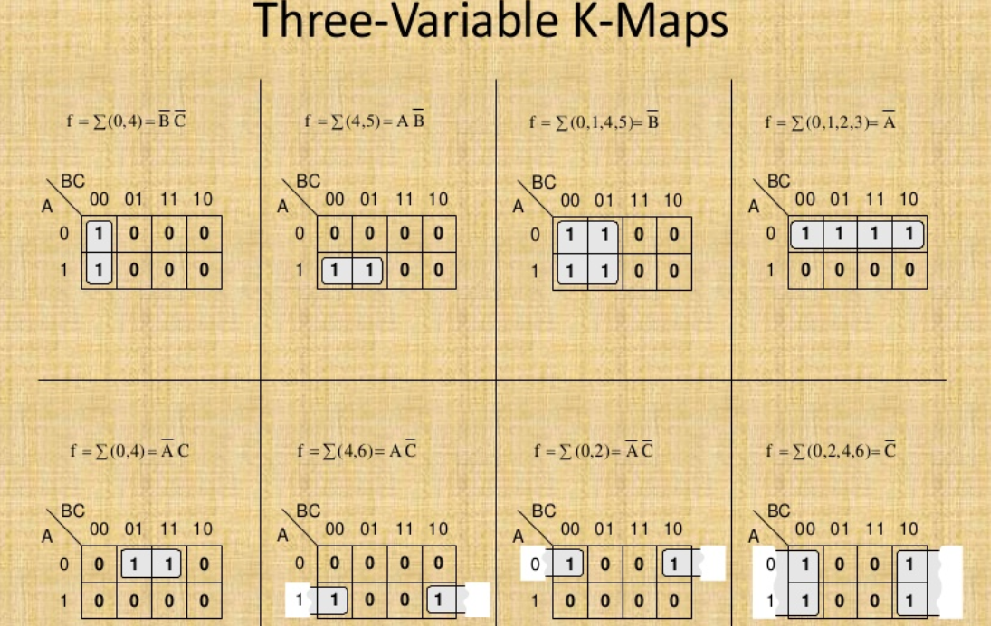 Three-Variable K-Maps
f = ∑(0,4) = B̅ C̅
BC
A
00 01 11 10
0 1 0 0 0
1 1 0 0 0
f = ∑(4,5) = A B̅
BC
A
00 01 11 10
0 0 0 0 0
1 1 1 0 0
f = ∑(0,1,4,5)= B̅
BC
A
00 01 11 10
0 1 1 0 0
1 1 1 0 0
f = ∑(0,1,2,3)= A̅
BC
A
00 01 11 10
0 1 1 1 1
1 0 0 0 0
f = ∑(0,4) = A̅ C
BC
A
00 01 11 10
0 0 1 1 0
1 0 0 0 0
f = ∑(4,6) = A C̅
BC
A
00 01 11 10
0 0 0 0 0
1 1 0 0 1
f = ∑(0,2) = A̅ C̅
BC
A
00 01 11 10
0 1 0 0 1
1 0 0 0 0
f = ∑(0,2,4,6)= C̅
BC
A
00 01 11 10
0 1 0 0 1
1 1 0 0 1